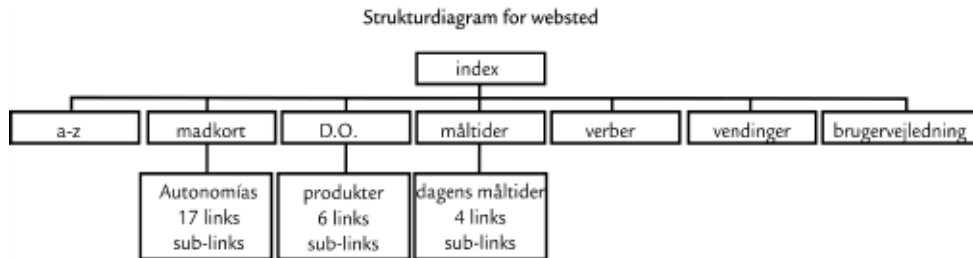 Strukturdiagram for websted
index
a-z
madkort
D.O.
måltider
verber
vendinger
brugervejledning
Autonomías
17 links
sub-links
produkter
6 links
sub-links
dagens måltider
4 links
sub-links